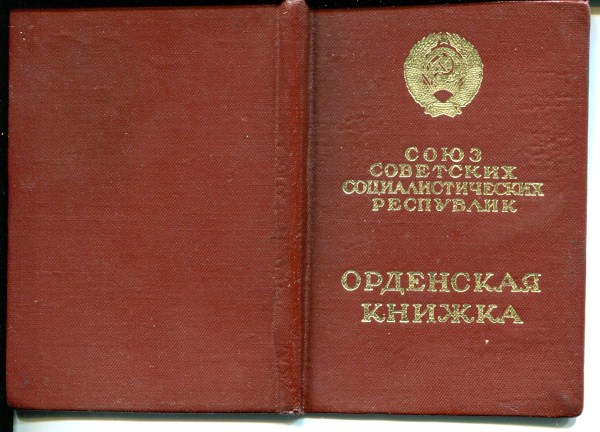 СОЮЗ
СОВЕТСКИХ
СОЦИАЛИСТИЧЕСКИХ
РЕСПУБЛИК
ОРДЕНСКАЯ
КНИЖКА